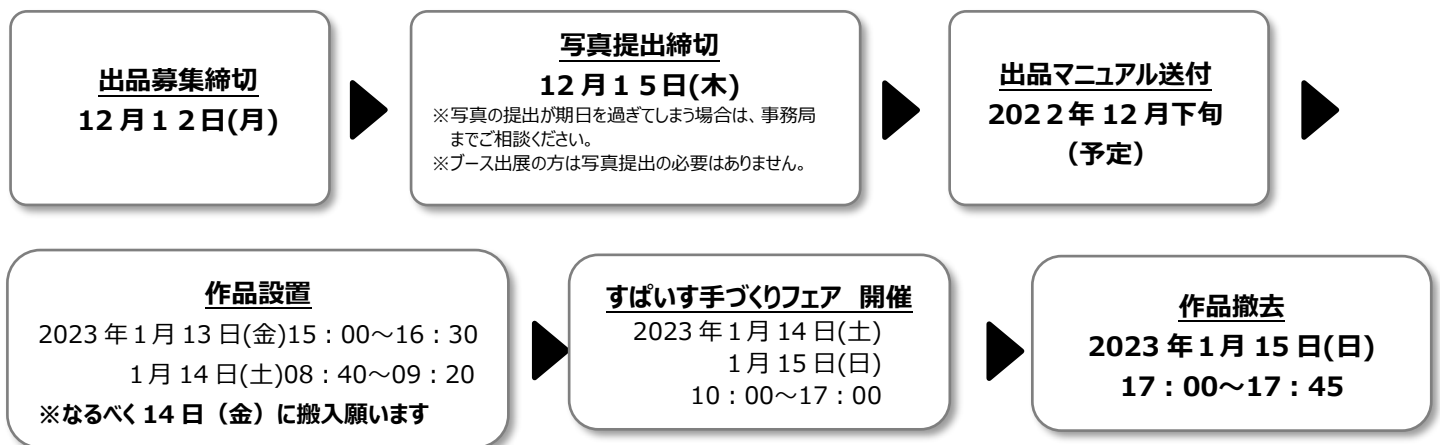 出品募集締切
12月12日(月)
写真提出締切
12月15日(木)
※写真の提出が期日を過ぎてしまう場合は、事務局
までご相談ください。
※ブース出展の方は写真提出の必要はありません。
出品マニュアル送付
2022年12月下旬
(予定)
作品設置
2023年1月13日(金)15:00~16:30
1月14日(土)08:40~09:20
※なるべく14日(金)に搬入願います
すぱいす手づくりフェア 開催
2023年1月14日(土)
1月15日(日)
10:00~17:00
作品撤去
2023年1月15日(日)
17:00~17:45